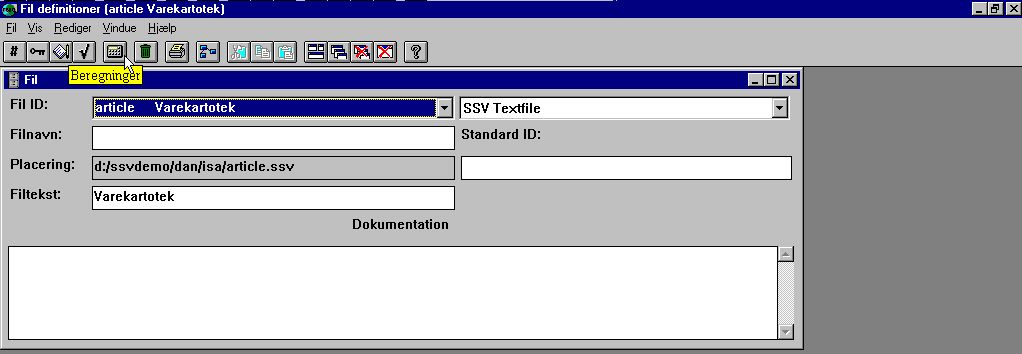 Fil definitioner (article Varekartotek)
Fil Vis Rediger Vindue Hjælp
# √ ?
Beregninger
Fil
Fil ID: article Varekartotek SSV Textfile
Filnavn: Standard ID:
Placering: d:/ssvdemo/dan/isa/article.ssv
Filtekst: Varekartotek
Dokumentation